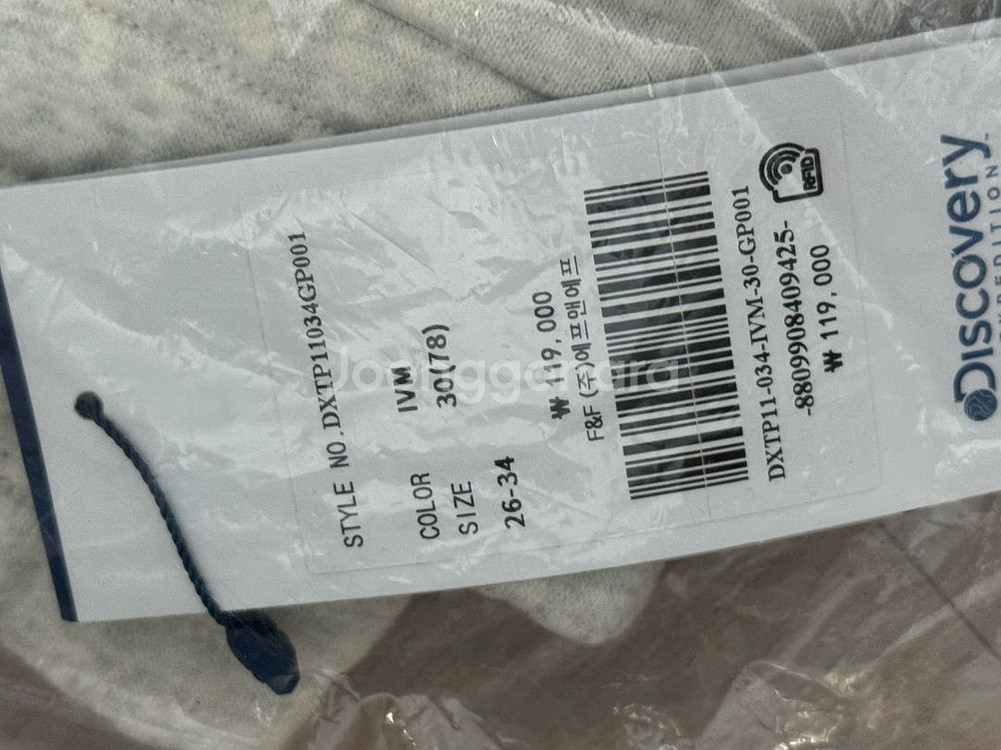 STYLE NO.DXTP11034GP001
COLOR IVM
SIZE 30(78)
26-34
₩ 119,000
F&F (주)에프앤에프
DXTP11-034-IVM-30-GP001
-8809908409425-
₩ 119,000
RFID
Discovery
EXPEDITION
Joonggonara